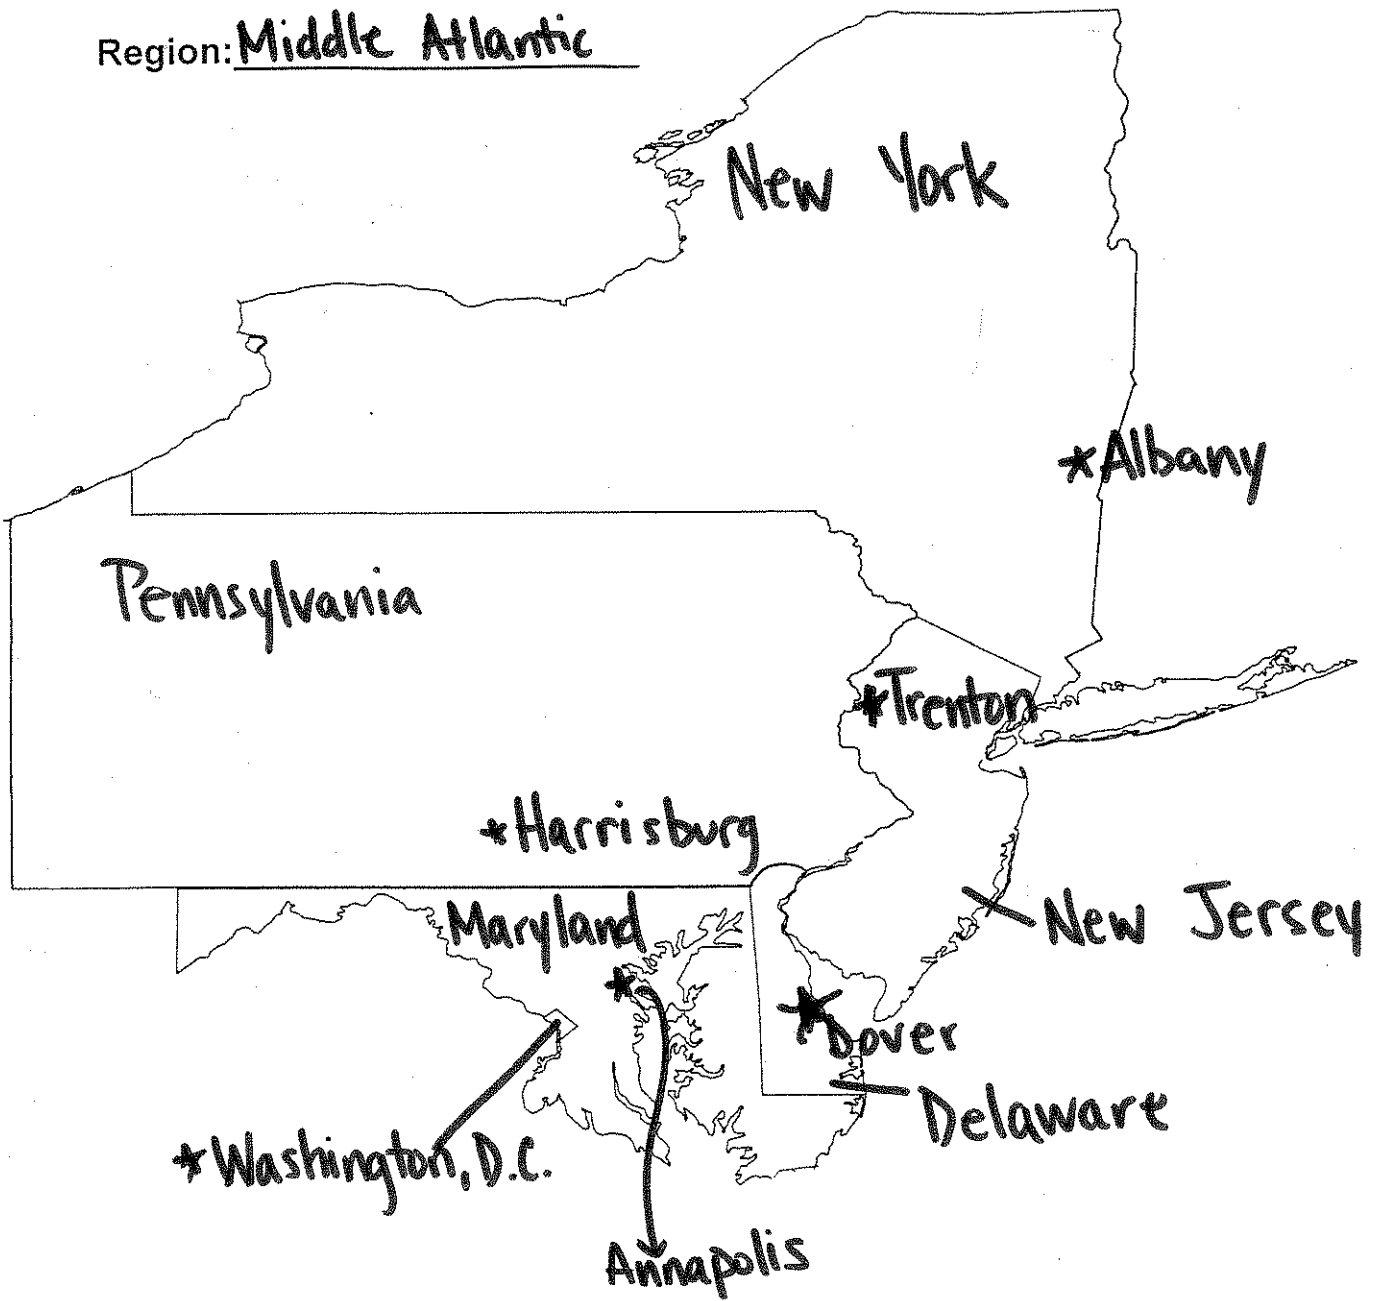 Region: Middle Atlantic
New York
*Albany
Pennsylvania
*Trenton
*Harrisburg
Maryland
New Jersey
Dover
Delaware
*Washington, D.C.
Annapolis